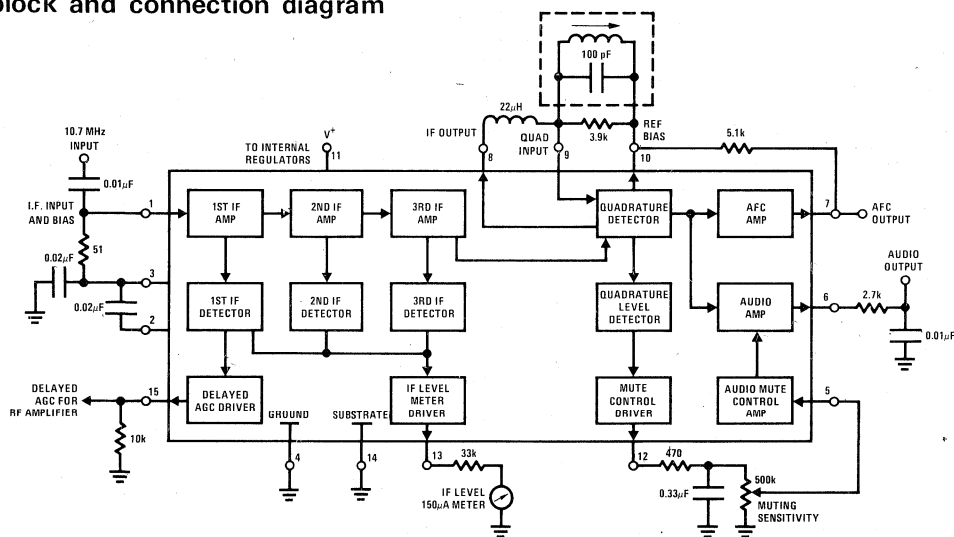 block and connection diagram
100 pF
22µH
3.9k
IF OUTPUT
8
QUAD
INPUT
9
REF
BIAS
10
5.1k
10.7 MHz
INPUT
0.01µF
TO INTERNAL
REGULATORS
V+
11
I.F. INPUT
AND BIAS
1
51
0.02µF
3
0.02µF
2
1ST IF
AMP
2ND IF
AMP
3RD IF
AMP
QUADRATURE
DETECTOR
AFC
AMP
7
AFC
OUTPUT
1ST IF
DETECTOR
2ND IF
DETECTOR
3RD IF
DETECTOR
QUADRATURE
LEVEL
DETECTOR
AUDIO
AMP
6
2.7k
AUDIO
OUTPUT
0.01µF
DELAYED
AGC FOR
RF AMPLIFIER
15
10k
DELAYED
AGC DRIVER
GROUND
4
SUBSTRATE
14
IF LEVEL
METER
DRIVER
13
33k
IF LEVEL
150µA METER
MUTE
CONTROL
DRIVER
12
470
0.33µF
500k
MUTING
SENSITIVITY
AUDIO MUTE
CONTROL
AMP
5